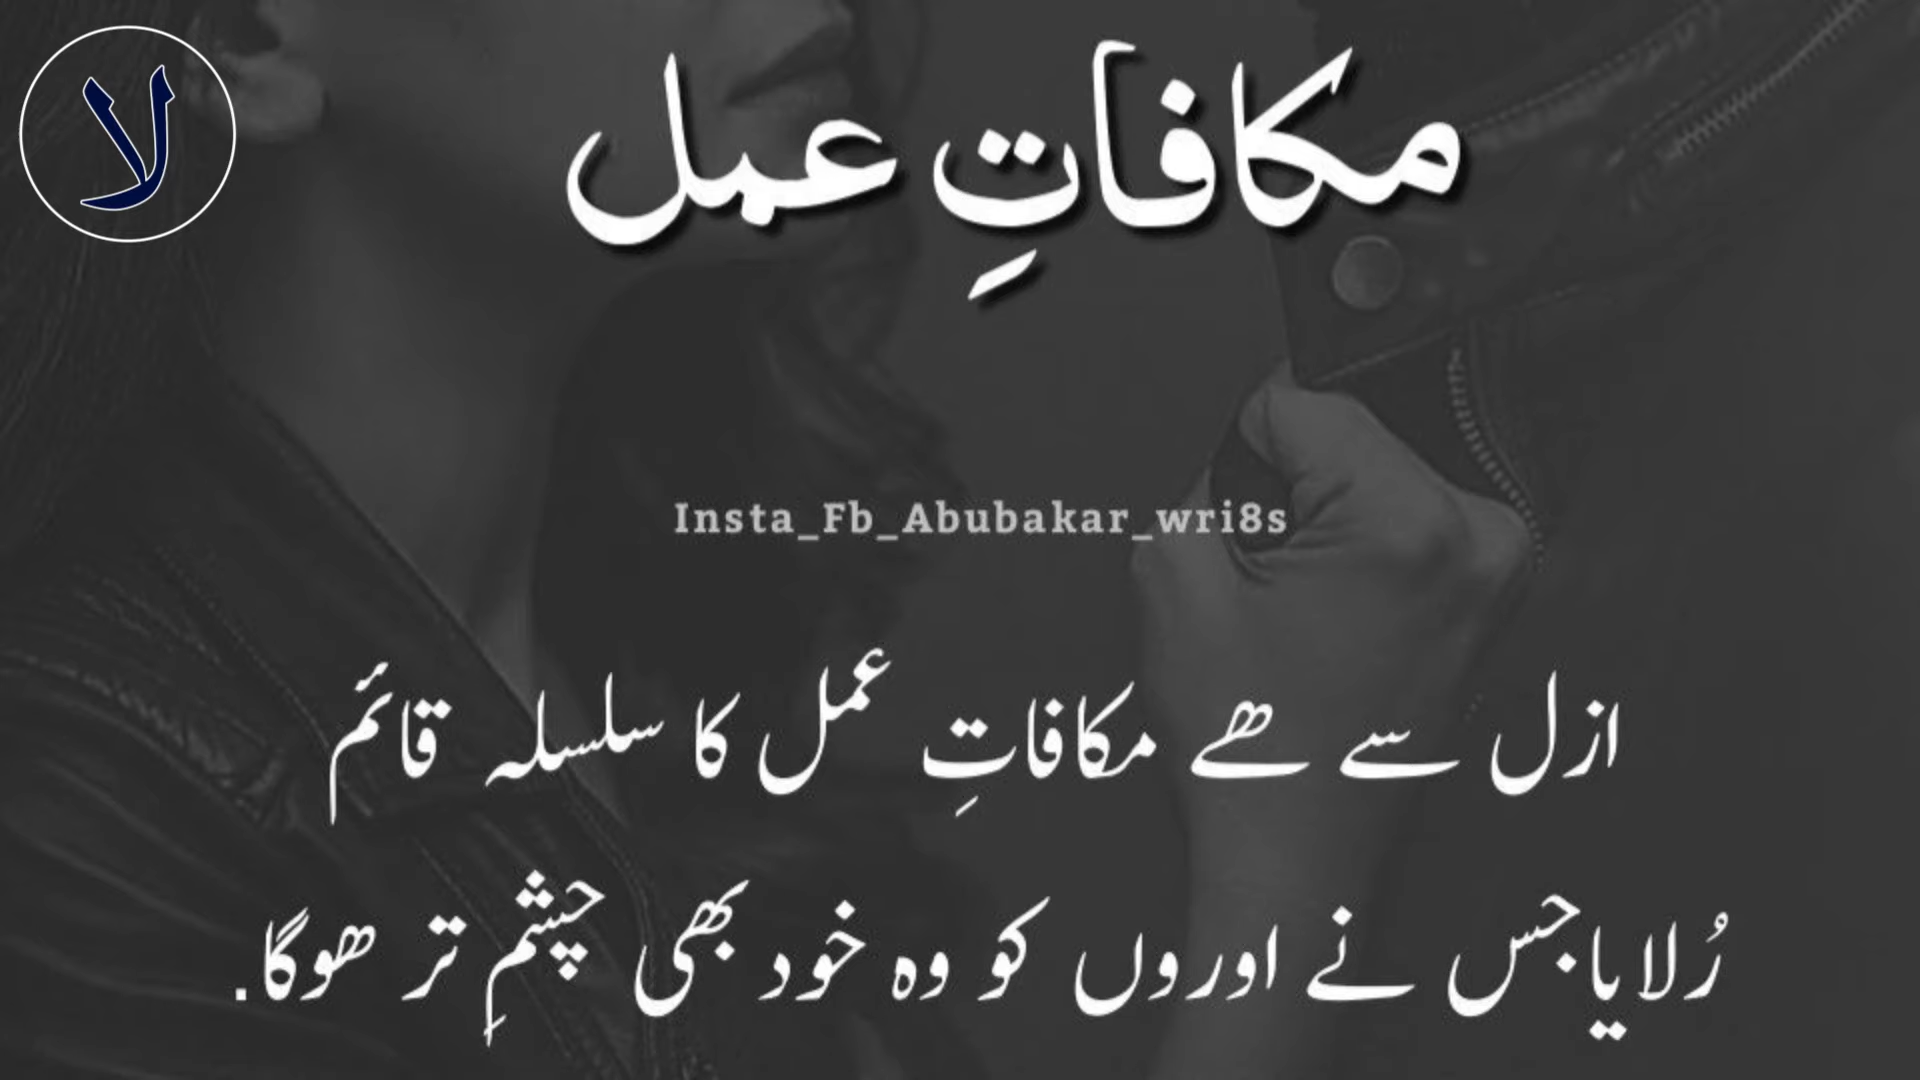 لا
مکافاتِ عمل
Insta_Fb_Abubakar_wri8s
ازل سے ھے مکافاتِ عمل کا سلسلہ قائم
رُلایا جس نے اوروں کو وہ خود بھی چشمِ تر ھوگا.